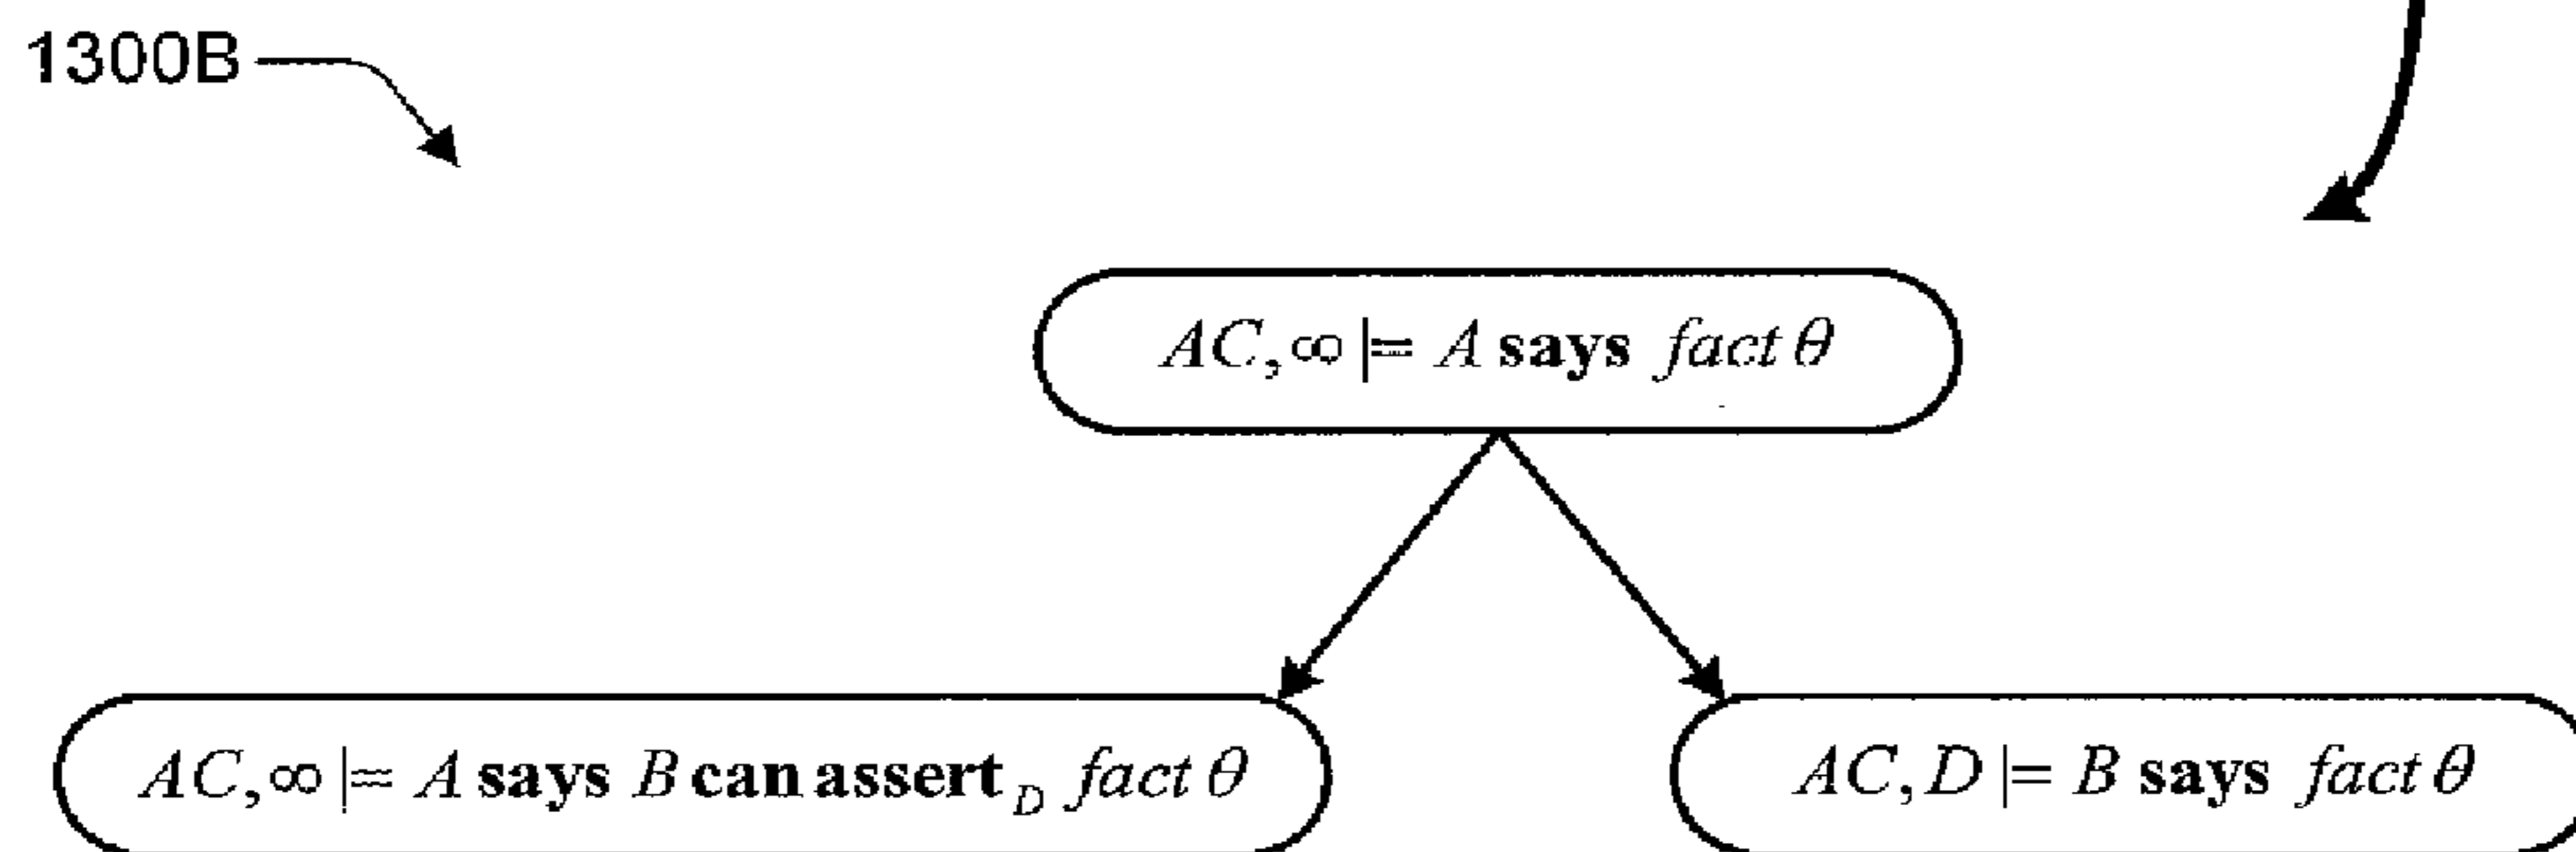 1300B
AC,∞ |= A says fact θ
AC,∞ |= A says B can assert_D fact θ
AC,D |= B says fact θ